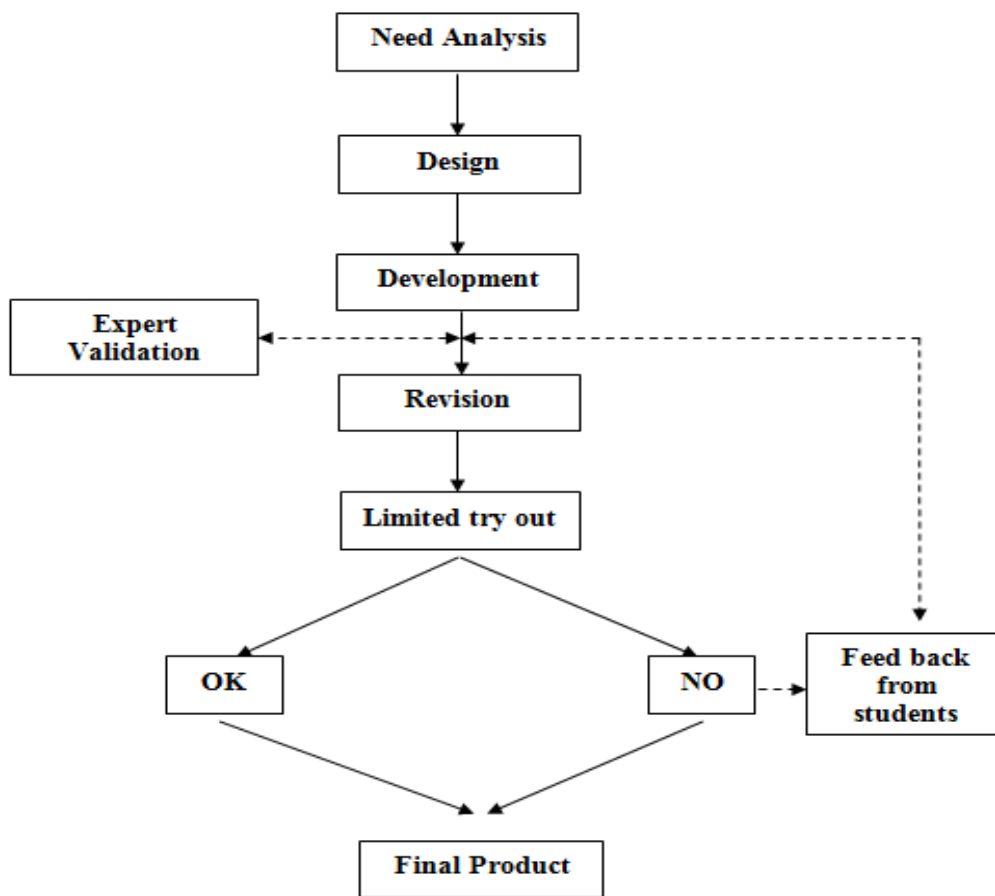 Need Analysis
Design
Development
Expert
Validation
Revision
Limited try out
OK
NO
Feed back
from
students
Final Product